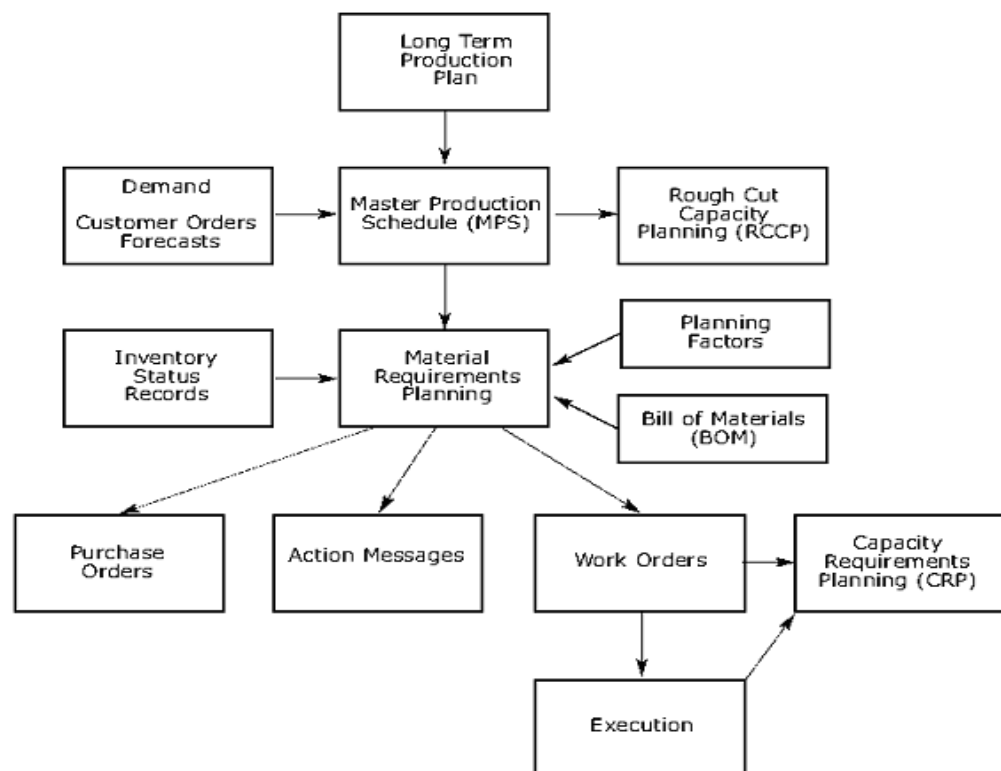 Long Term
Production
Plan
Demand
Customer Orders
Forecasts
Master Production
Schedule (MPS)
Rough Cut
Capacity
Planning (RCCP)
Inventory
Status
Records
Material
Requirements
Planning
Planning
Factors
Bill of Materials
(BOM)
Purchase
Orders
Action Messages
Work Orders
Capacity
Requirements
Planning (CRP)
Execution